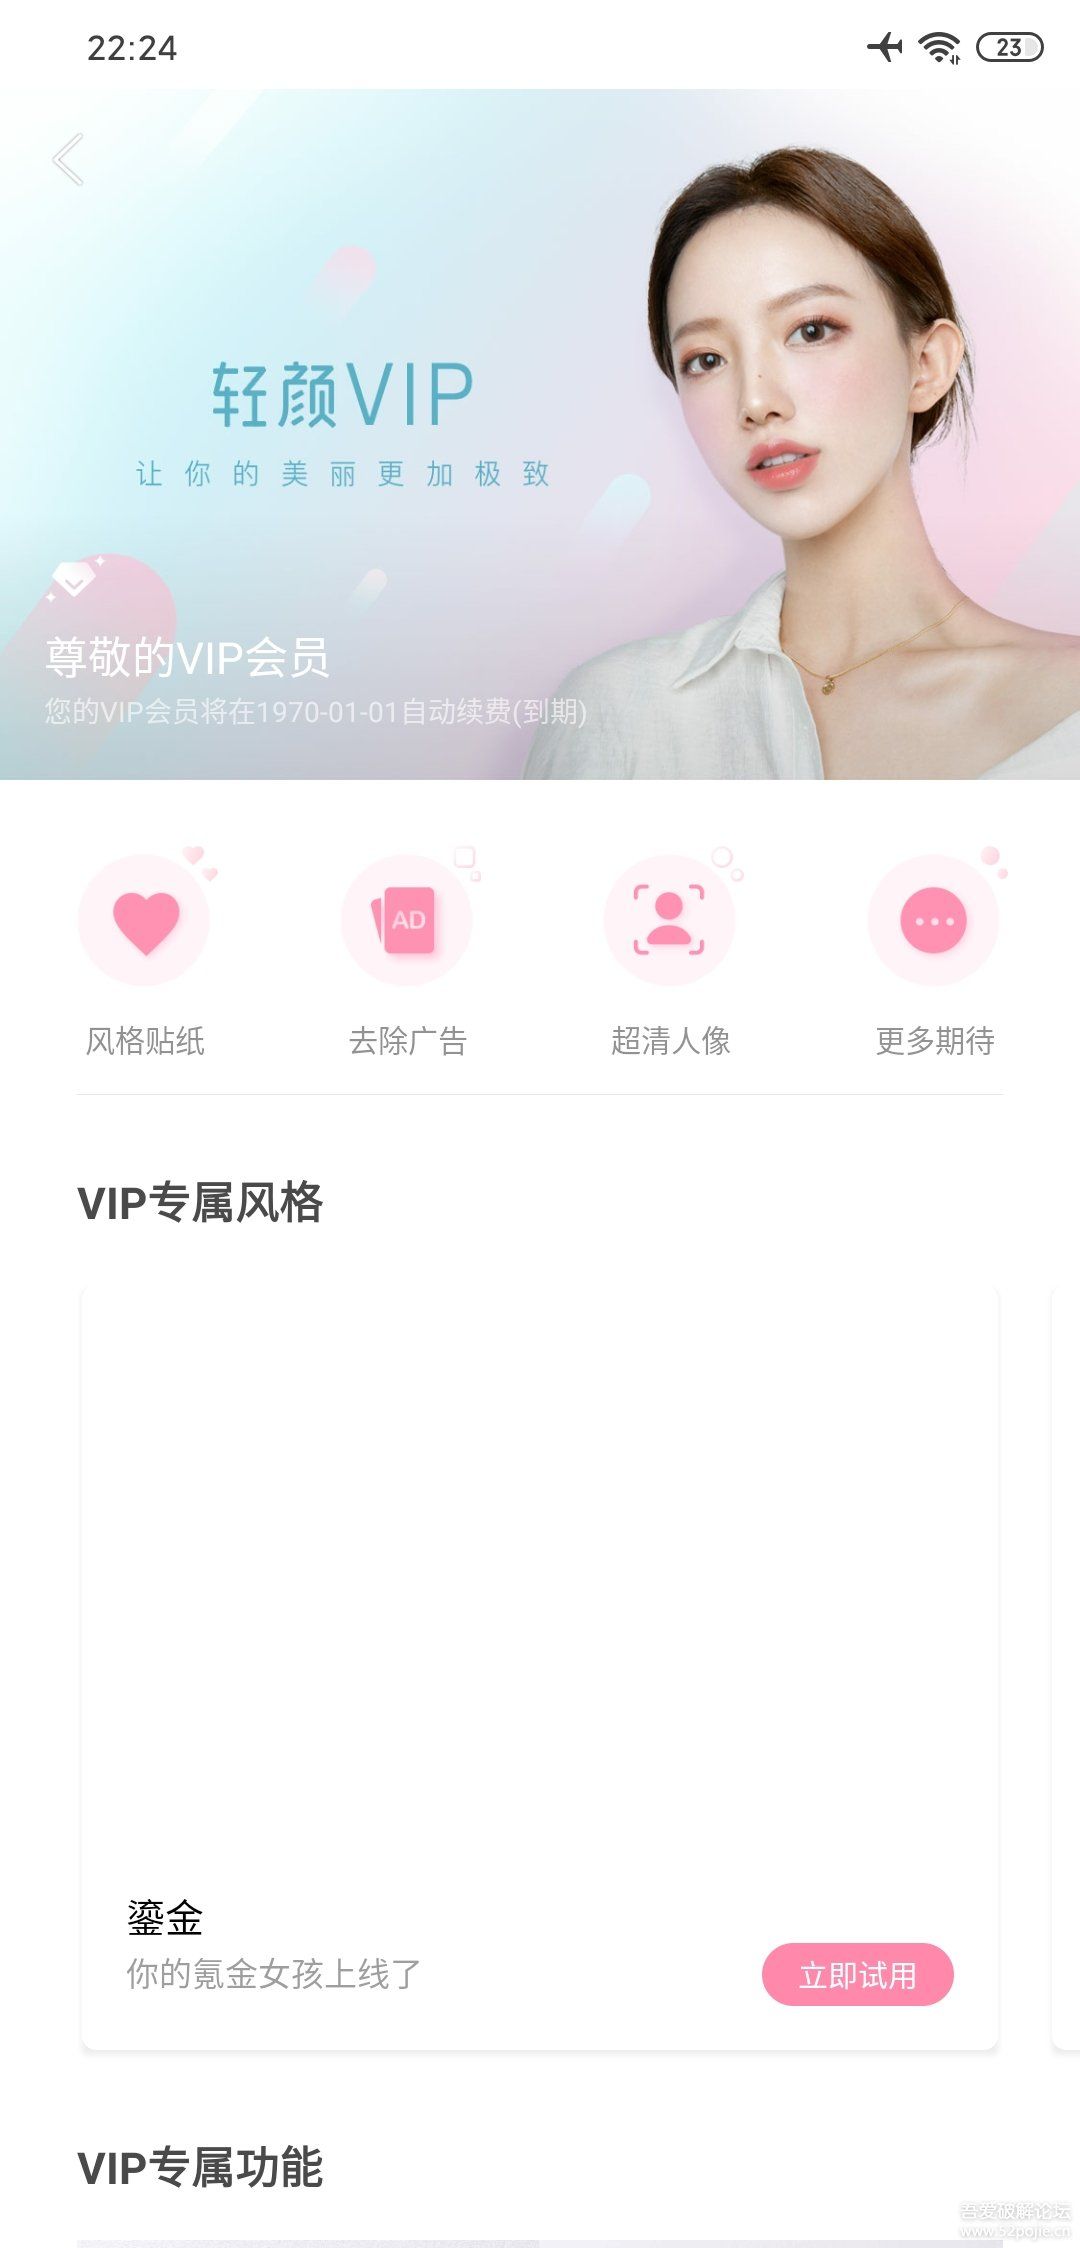 22:24
23
轻颜VIP
让你的美丽更加极致
尊敬的VIP会员
您的VIP会员将在1970-01-01自动续费(到期)
AD
风格贴纸
去除广告
超清人像
更多期待
VIP专属风格
鎏金
你的氪金女孩上线了
立即试用
VIP专属功能
吾爱破解论坛
www.52pojie.cn